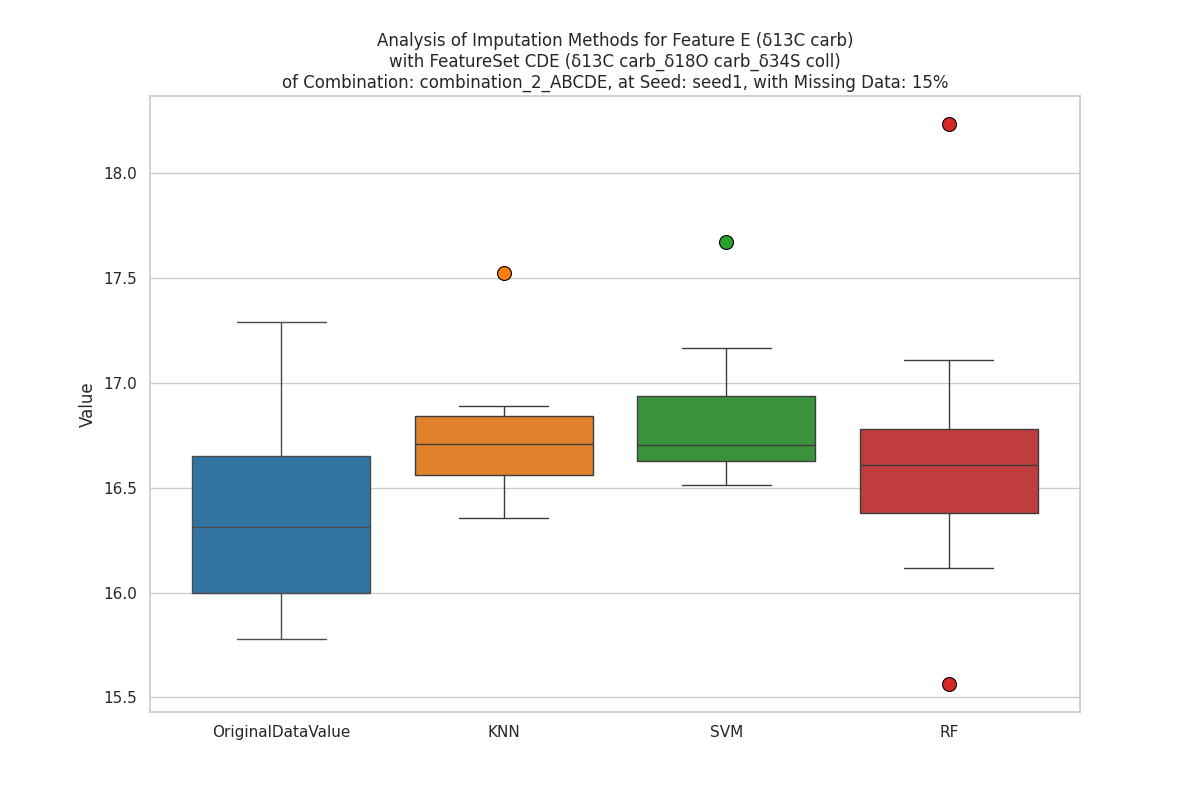 Analysis of Imputation Methods for Feature E (δ13C carb)
with FeatureSet CDE (δ13C carb_δ18O carb_δ34S coll)
of Combination: combination_2_ABCDE, at Seed: seed1, with Missing Data: 15%
18.0
17.5
17.0
16.5
16.0
15.5
Value
OriginalDataValue
KNN
SVM
RF